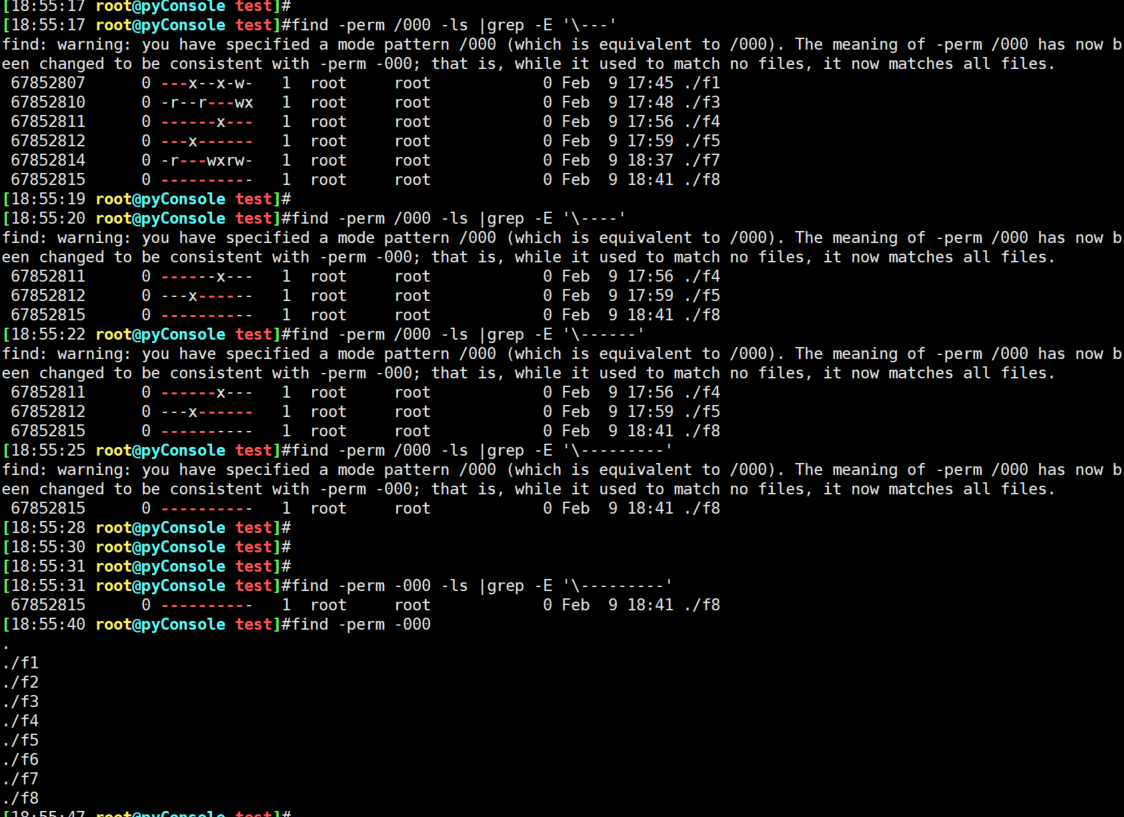 [18:55:17 root@pyConsole test]#
[18:55:17 root@pyConsole test]#find -perm /000 -ls |grep -E '\---'
find: warning: you have specified a mode pattern /000 (which is equivalent to /000). The meaning of -perm /000 has now b
een changed to be consistent with -perm -000; that is, while it used to match no files, it now matches all files.
67852807      0 ---x--x-w-   1  root     root            0 Feb  9 17:45 ./f1
67852810      0 -r--r---wx   1  root     root            0 Feb  9 17:48 ./f3
67852811      0 ------x---   1  root     root            0 Feb  9 17:56 ./f4
67852812      0 ---x------   1  root     root            0 Feb  9 17:59 ./f5
67852814      0 -r---wxrw-   1  root     root            0 Feb  9 18:37 ./f7
67852815      0 ----------   1  root     root            0 Feb  9 18:41 ./f8
[18:55:19 root@pyConsole test]#
[18:55:20 root@pyConsole test]#find -perm /000 -ls |grep -E '\----'
find: warning: you have specified a mode pattern /000 (which is equivalent to /000). The meaning of -perm /000 has now b
een changed to be consistent with -perm -000; that is, while it used to match no files, it now matches all files.
67852811      0 ------x---   1  root     root            0 Feb  9 17:56 ./f4
67852812      0 ---x------   1  root     root            0 Feb  9 17:59 ./f5
67852815      0 ----------   1  root     root            0 Feb  9 18:41 ./f8
[18:55:22 root@pyConsole test]#find -perm /000 -ls |grep -E '\------'
find: warning: you have specified a mode pattern /000 (which is equivalent to /000). The meaning of -perm /000 has now b
een changed to be consistent with -perm -000; that is, while it used to match no files, it now matches all files.
67852811      0 ------x---   1  root     root            0 Feb  9 17:56 ./f4
67852812      0 ---x------   1  root     root            0 Feb  9 17:59 ./f5
67852815      0 ----------   1  root     root            0 Feb  9 18:41 ./f8
[18:55:25 root@pyConsole test]#find -perm /000 -ls |grep -E '\---------'
find: warning: you have specified a mode pattern /000 (which is equivalent to /000). The meaning of -perm /000 has now b
een changed to be consistent with -perm -000; that is, while it used to match no files, it now matches all files.
67852815      0 ----------   1  root     root            0 Feb  9 18:41 ./f8
[18:55:28 root@pyConsole test]#
[18:55:30 root@pyConsole test]#
[18:55:31 root@pyConsole test]#
[18:55:31 root@pyConsole test]#find -perm -000 -ls |grep -E '\---------'
67852815      0 ----------   1  root     root            0 Feb  9 18:41 ./f8
[18:55:40 root@pyConsole test]#find -perm -000
.
./f1
./f2
./f3
./f4
./f5
./f6
./f7
./f8
[18:55:47 root@pyConsole test]#